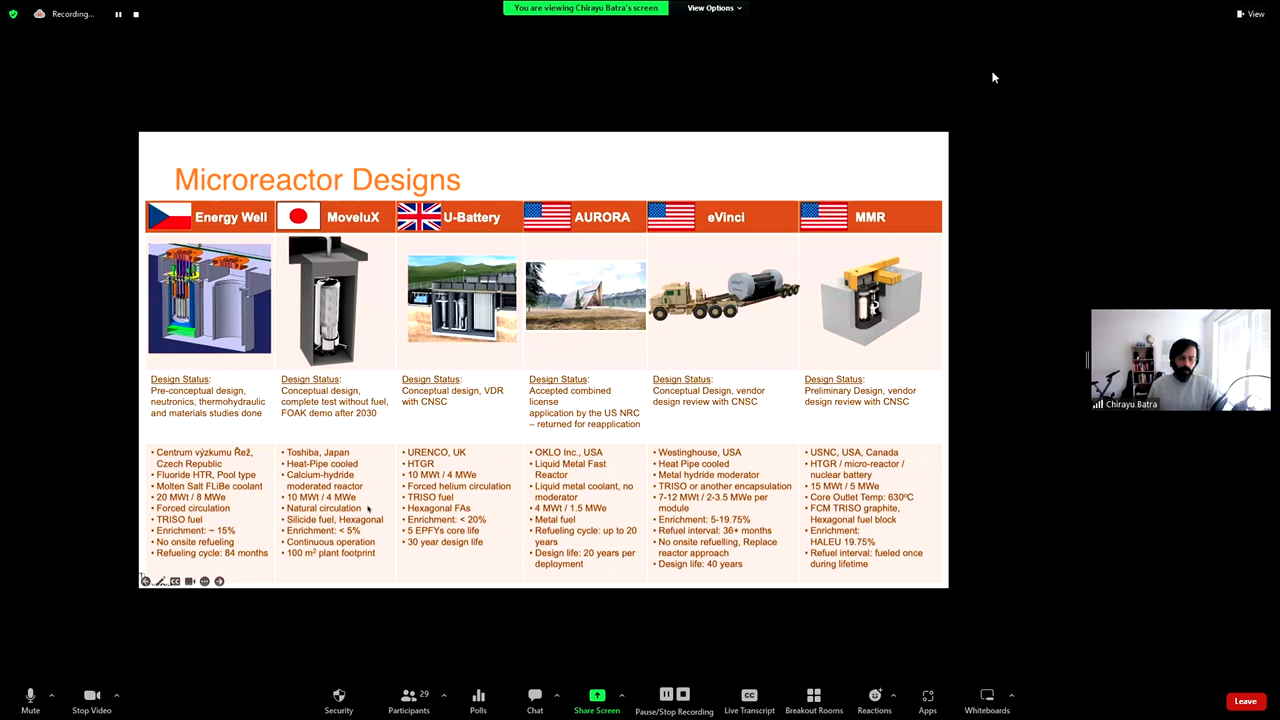 Recording...
You are viewing Chirayu Batra's screen
View Options
View
Microreactor Designs
Energy Well
MoveluX
U-Battery
AURORA
eVinci
MMR
Design Status:
Pre-conceptual design,
neutronics, thermohydraulic
and materials studies done
Design Status:
Conceptual design,
complete test without fuel,
FOAK demo after 2030
Design Status:
Conceptual design, VDR
with CNSC
Design Status:
Accepted combined
license
application by the US NRC
– returned for reapplication
Design Status:
Conceptual Design, vendor
design review with CNSC
Design Status:
Preliminary Design, vendor
design review with CNSC
• Centrum výzkumu Řež,
Czech Republic
• Fluoride HTR, Pool type
• Molten Salt FLiBe coolant
• 20 MWt / 8 MWe
• Forced circulation
• TRISO fuel
• Enrichment: ~ 15%
• No onsite refueling
• Refueling cycle: 84 months
• Toshiba, Japan
• Heat-Pipe cooled
• Calcium-hydride
moderated reactor
• 10 MWt / 4 MWe
• Natural circulation
• Silicide fuel, Hexagonal
• Enrichment: < 5%
• Continuous operation
• 100 m² plant footprint
• URENCO, UK
• HTGR
• 10 MWt / 4 MWe
• Forced helium circulation
• TRISO fuel
• Hexagonal FAs
• Enrichment: < 20%
• 5 EPFYs core life
• 30 year design life
• OKLO Inc., USA
• Liquid Metal Fast
Reactor
• Liquid metal coolant, no
moderator
• 4 MWt / 1.5 MWe
• Metal fuel
• Refueling cycle: up to 20
years
• Design life: 20 years per
deployment
• Westinghouse, USA
• Heat Pipe cooled
• Metal hydride moderator
• TRISO or another encapsulation
• 7-12 MWt / 2-3.5 MWe per
module
• Enrichment: 5-19.75%
• Refuel interval: 36+ months
• No onsite refuelling, Replace
reactor approach
• Design life: 40 years
• USNC, USA, Canada
• HTGR / micro-reactor /
nuclear battery
• 15 MWt / 5 MWe
• Core Outlet Temp: 630ºC
• FCM TRISO graphite,
Hexagonal fuel block
• Enrichment:
HALEU 19.75%
• Refuel interval: fueled once
during lifetime
Chirayu Batra
Mute
Stop Video
Security
Participants
29
Polls
Chat
Share Screen
Pause/Stop Recording
CC
Live Transcript
Breakout Rooms
Reactions
Apps
Whiteboards
Leave